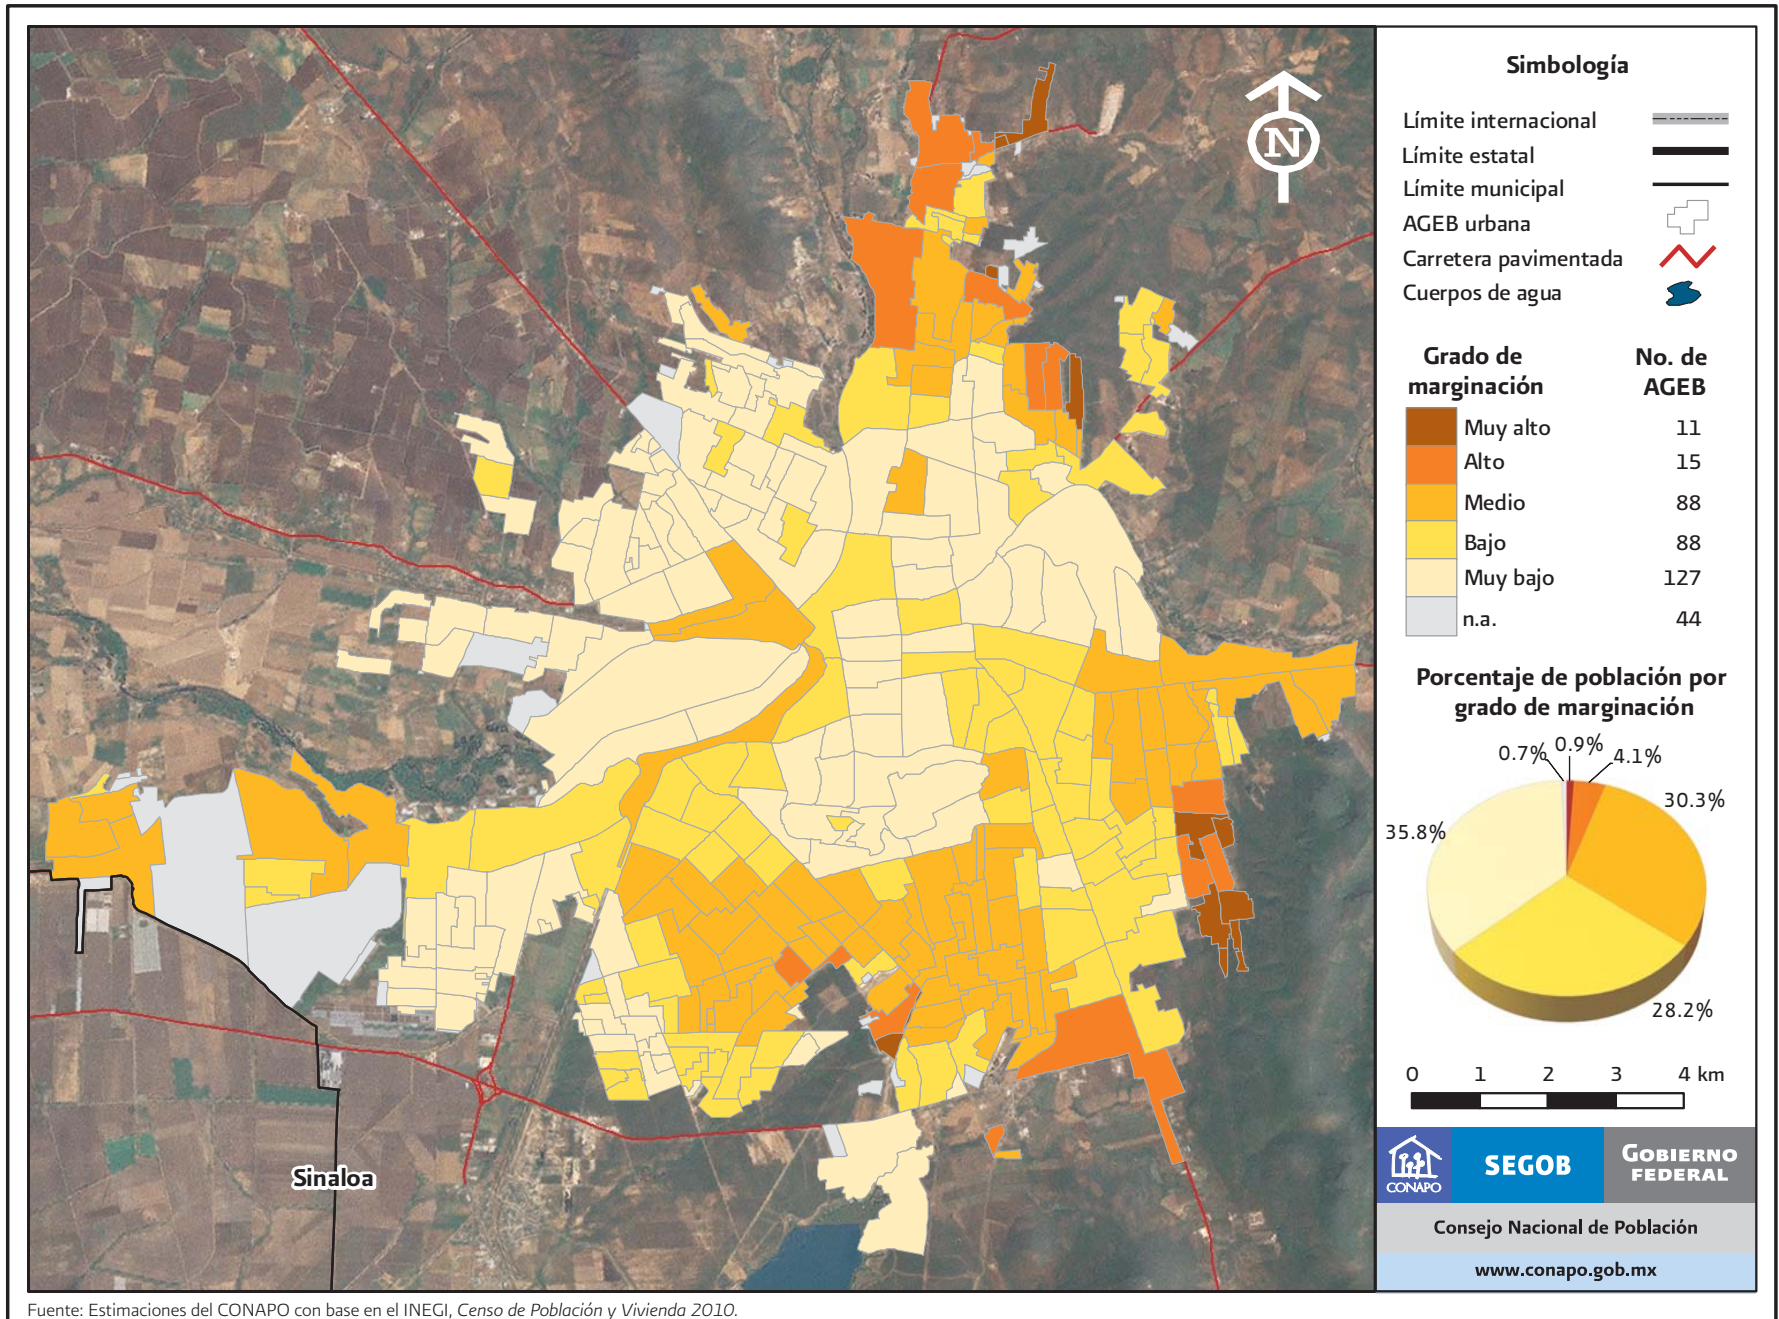 Simbología
Límite internacional
Límite estatal
Límite municipal
AGEB urbana
Carretera pavimentada
Cuerpos de agua
Grado de marginación
No. de AGEB
Muy alto 11
Alto 15
Medio 88
Bajo 88
Muy bajo 127
n.a. 44
Porcentaje de población por
grado de marginación
0.7% 0.9% 4.1%
30.3%
35.8%
28.2%
0 1 2 3 4 km
CONAPO
SEGOB
GOBIERNO
FEDERAL
Consejo Nacional de Población
www.conapo.gob.mx
N
Sinaloa
Fuente: Estimaciones del CONAPO con base en el INEGI, Censo de Población y Vivienda 2010.